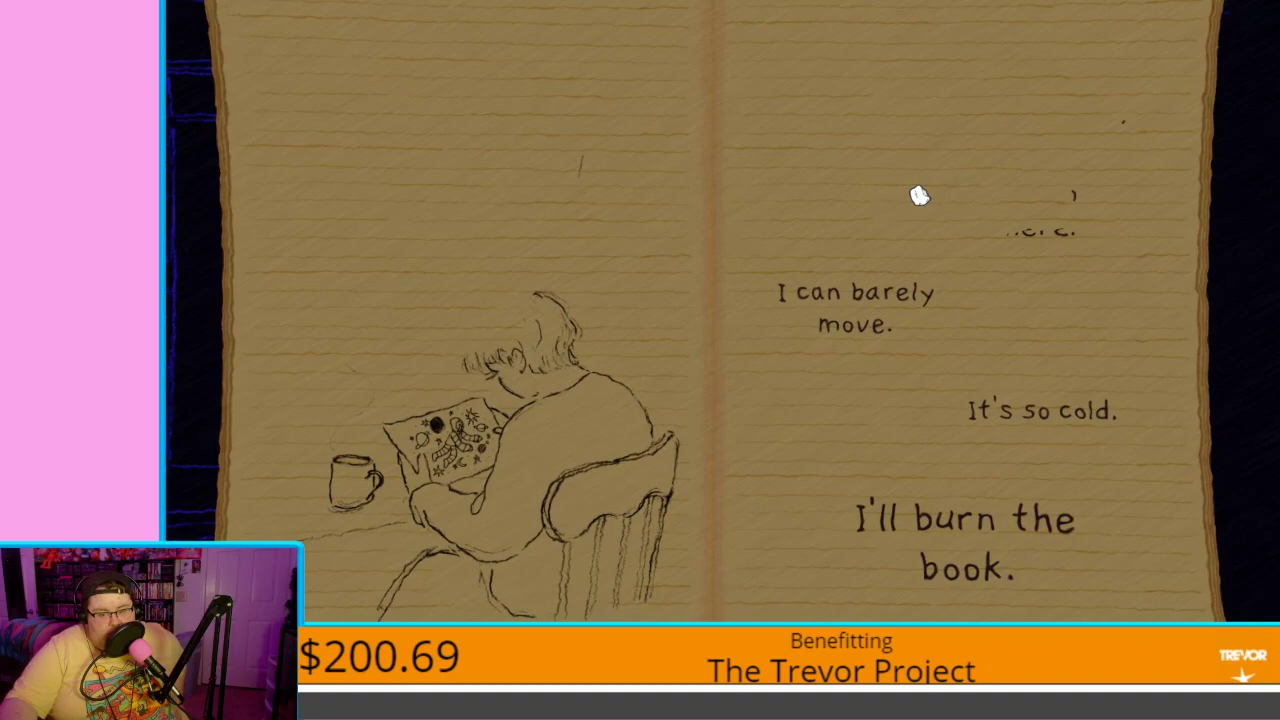 I can barely
move.
It's so cold.
I'll burn the
book.
$200.69
Benefitting
The Trevor Project
TREVOR